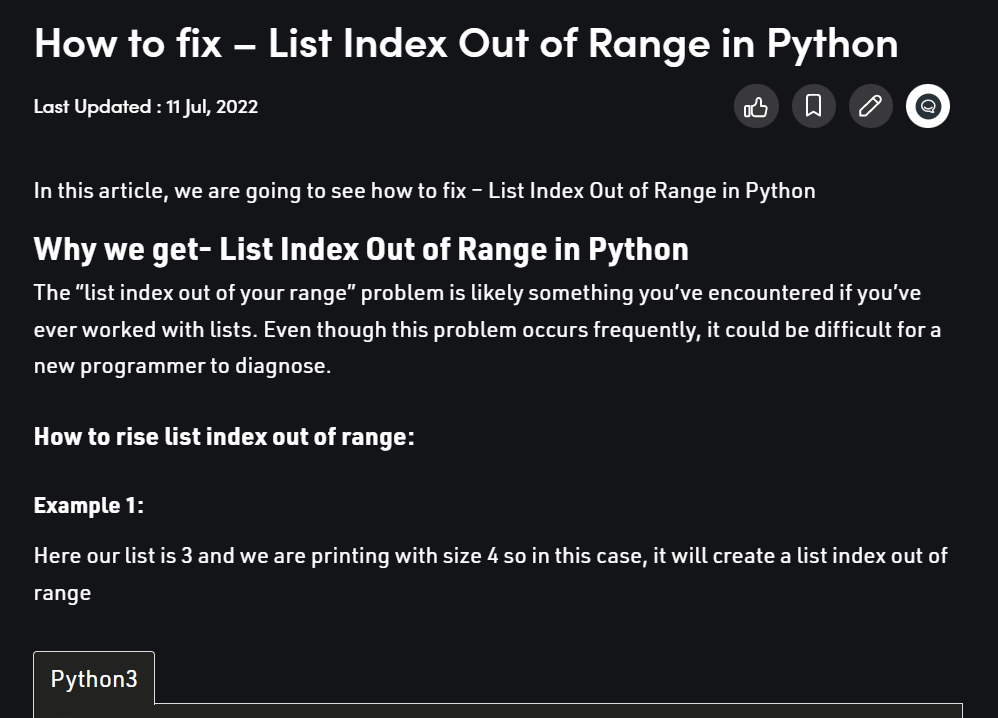 How to fix – List Index Out of Range in Python
Last Updated : 11 Jul, 2022
In this article, we are going to see how to fix – List Index Out of Range in Python
Why we get- List Index Out of Range in Python
The “list index out of your range” problem is likely something you’ve encountered if you’ve
ever worked with lists. Even though this problem occurs frequently, it could be difficult for a
new programmer to diagnose.
How to rise list index out of range:
Example 1:
Here our list is 3 and we are printing with size 4 so in this case, it will create a list index out of
range
Python3